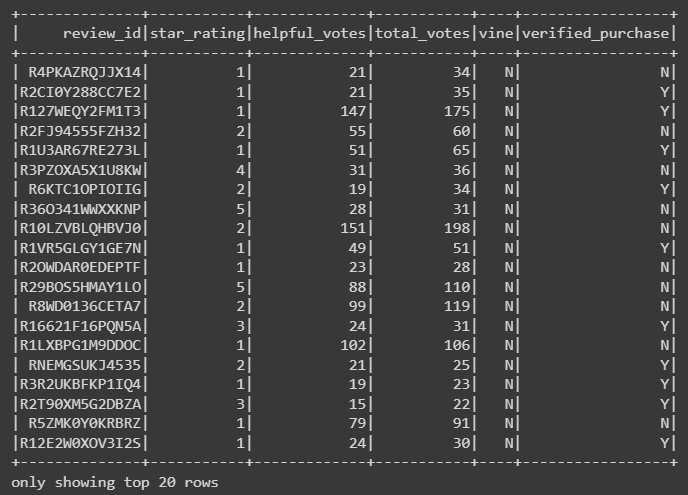 +--------------+-----------+-------------+-----------+----+-----------------+
|     review_id|star_rating|helpful_votes|total_votes|vine|verified_purchase|
+--------------+-----------+-------------+-----------+----+-----------------+
| R4PKAZRQJJX14|          1|           21|         34|   N|                N|
|R2CI0Y288CC7E2|          1|           21|         35|   N|                Y|
|R127WEQY2FM1T3|          1|          147|        175|   N|                Y|
|R2FJ94555FZH32|          2|           55|         60|   N|                N|
|R1U3AR67RE273L|          1|           51|         65|   N|                Y|
|R3PZOXA5X1U8KW|          4|           31|         36|   N|                N|
| R6KTC1OPIOIIG|          2|           19|         34|   N|                Y|
|R36O341WWXXKNP|          5|           28|         31|   N|                N|
|R10LZVBLQHBVJ0|          2|          151|        198|   N|                N|
|R1VR5GLGY1GE7N|          1|           49|         51|   N|                Y|
|R2OWDAR0EDEPTF|          1|           23|         28|   N|                N|
|R29BOS5HMAY1LO|          5|           88|        110|   N|                N|
| R8WD0136CETA7|          2|           99|        119|   N|                N|
|R16621F16PQN5A|          3|           24|         31|   N|                Y|
|R1LXBPG1M9DDOC|          1|          102|        106|   N|                N|
| RNEMGSUKJ4535|          2|           21|         25|   N|                Y|
|R3R2UKBFKP1IQ4|          1|           19|         23|   N|                Y|
|R2T90XM5G2DBZA|          3|           15|         22|   N|                Y|
| R5ZMK0Y0KRBRZ|          1|           79|         91|   N|                N|
|R12E2W0XOV3I2S|          1|           24|         30|   N|                Y|
+--------------+-----------+-------------+-----------+----+-----------------+
only showing top 20 rows